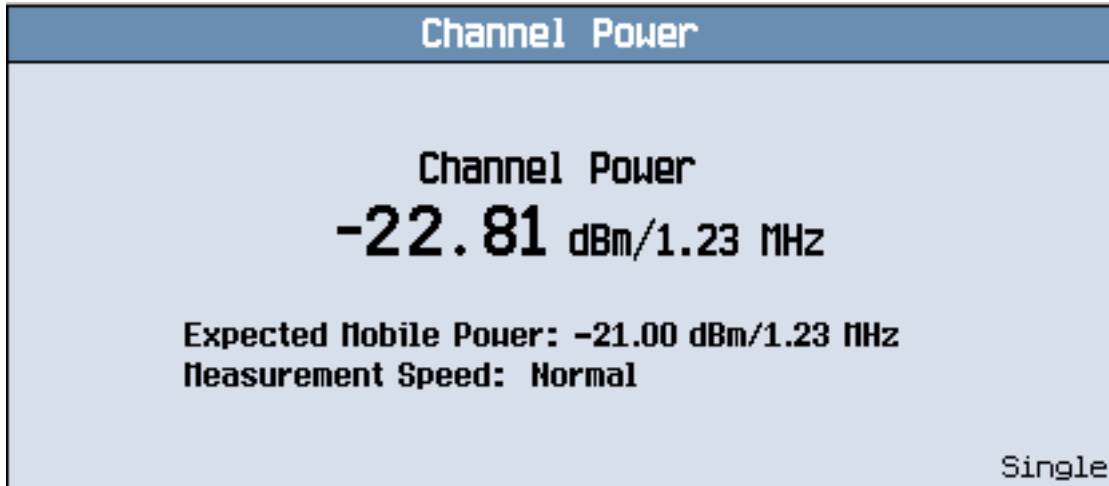 Channel Power
Channel Power
-22.81 dBm/1.23 MHz
Expected Mobile Power: -21.00 dBm/1.23 MHz
Measurement Speed: Normal
Single